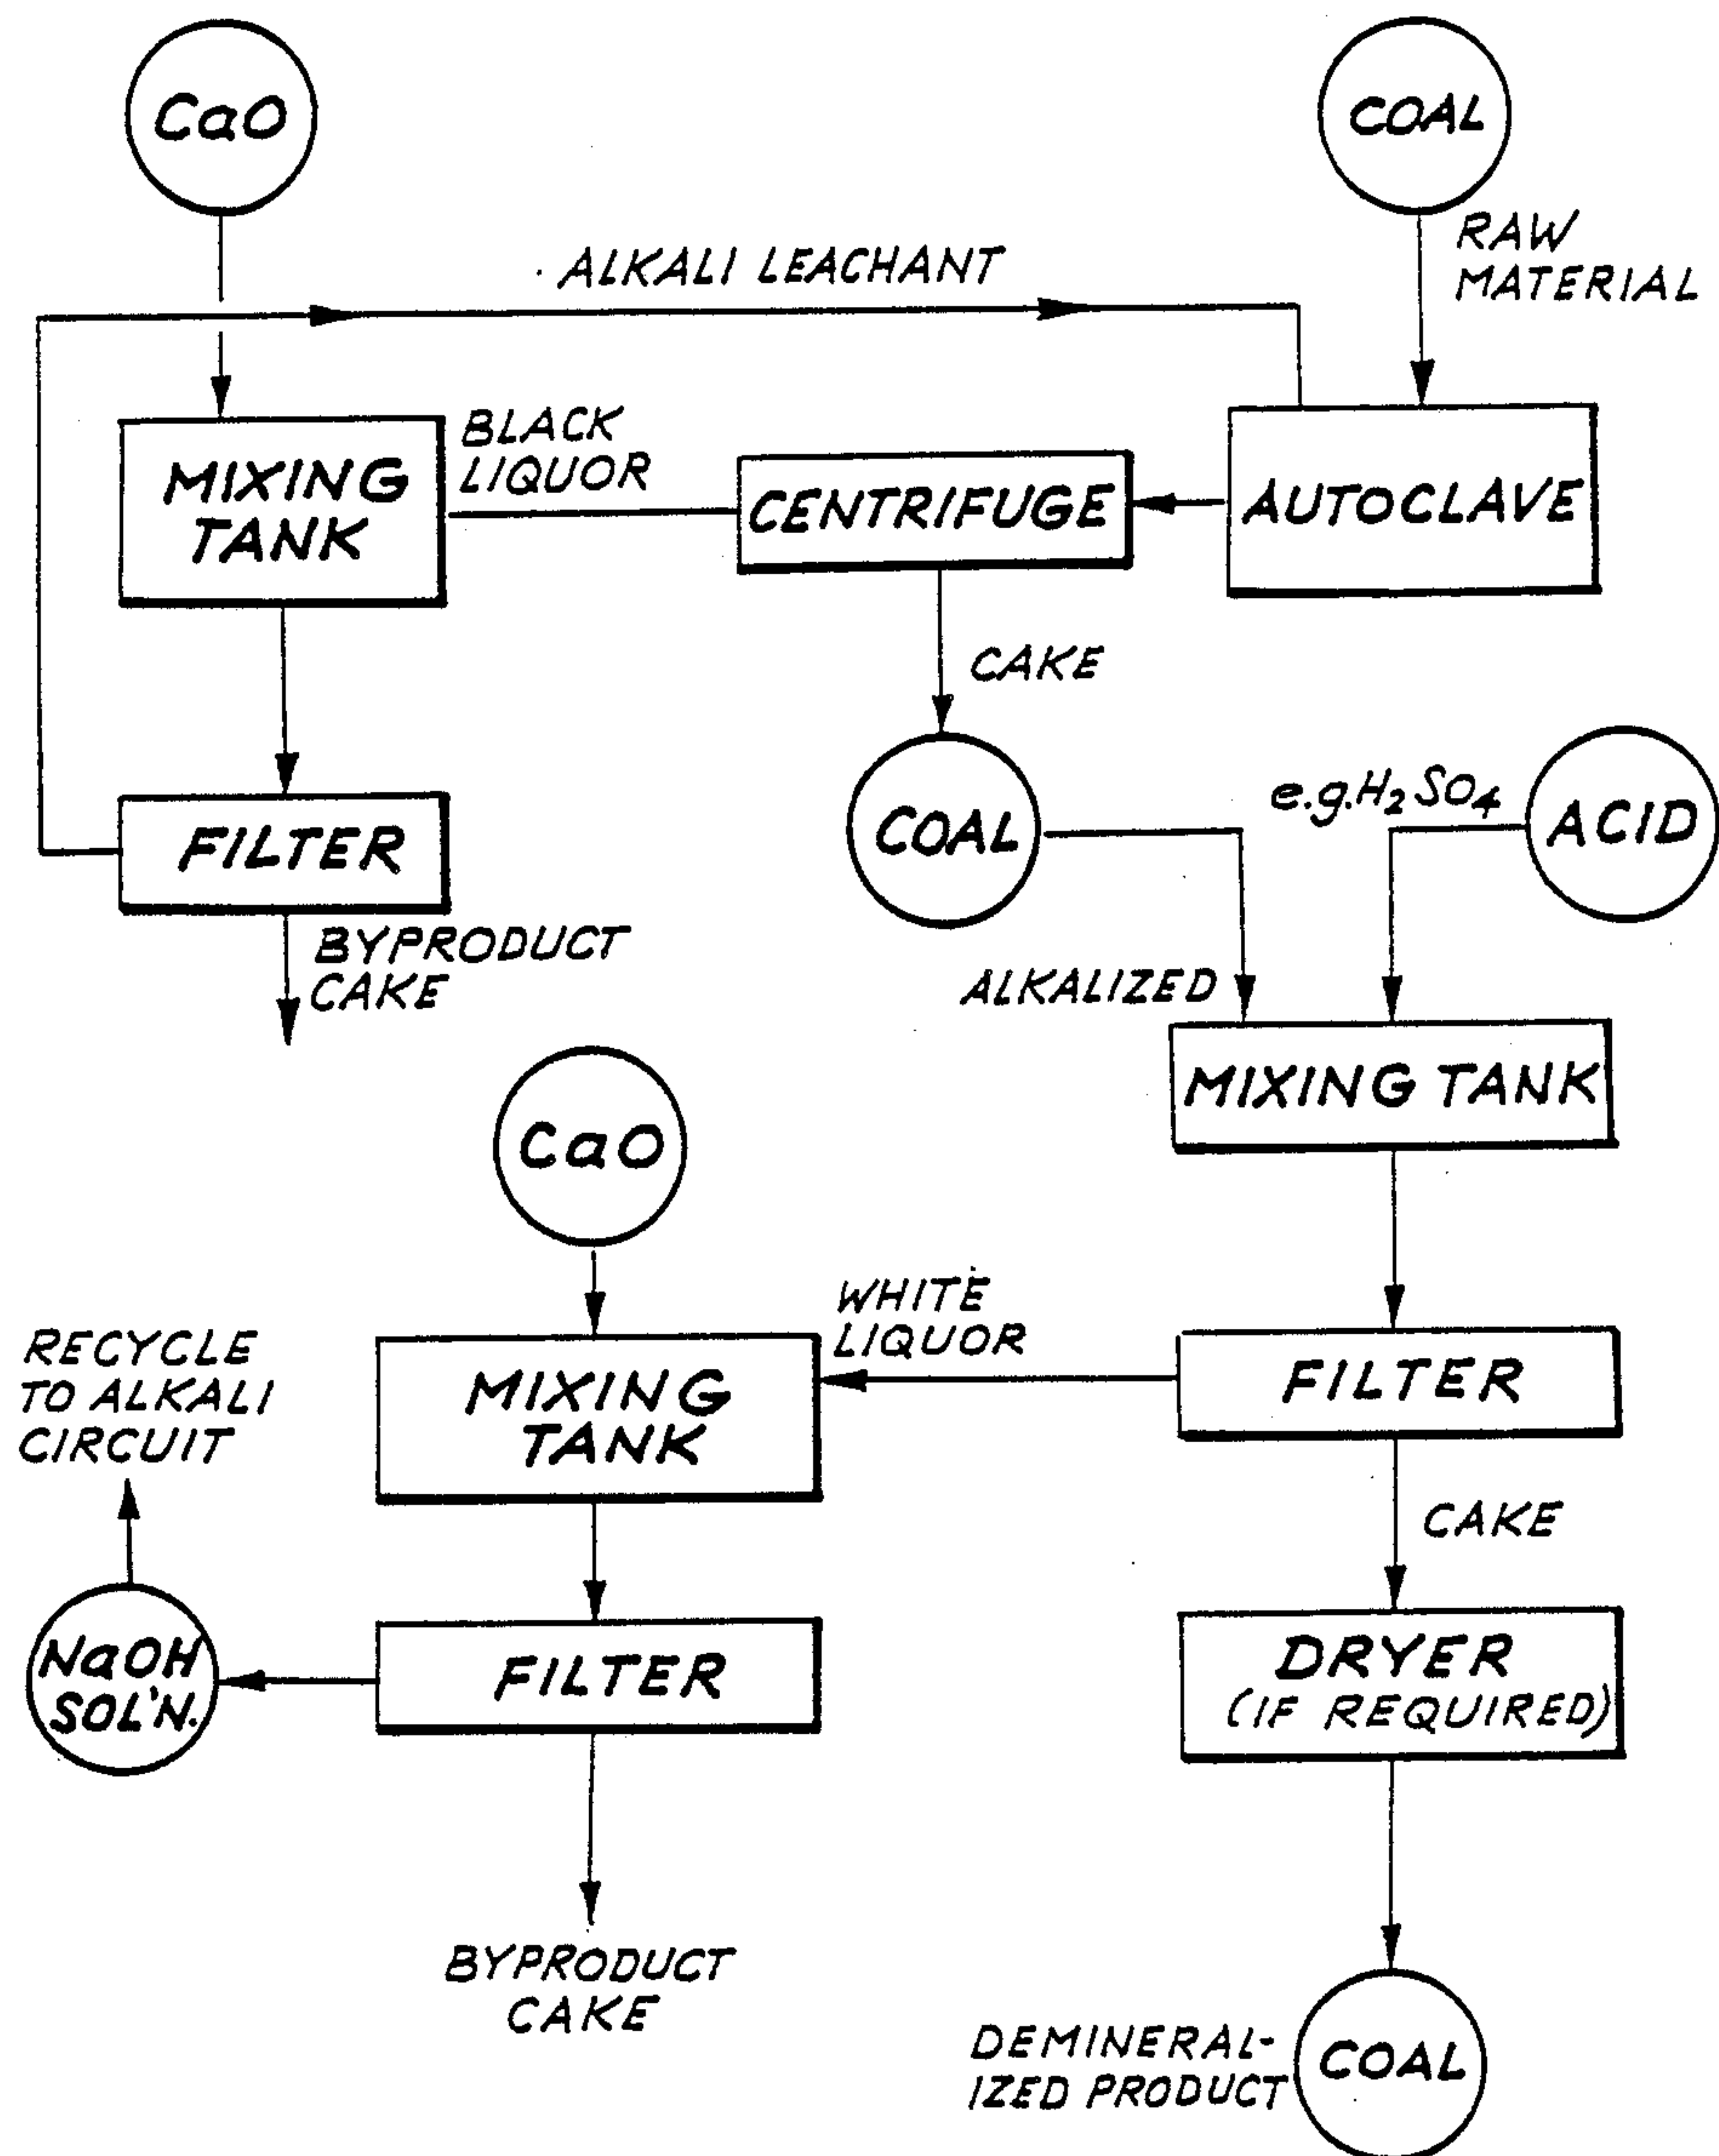 CaO
COAL
RAW
MATERIAL
ALKALI LEACHANT
BLACK
LIQUOR
MIXING
TANK
CENTRIFUGE
AUTOCLAVE
CAKE
FILTER
COAL
e.g. H₂SO₄
ACID
BYPRODUCT
CAKE
ALKALIZED
MIXING TANK
CaO
WHITE
LIQUOR
RECYCLE
TO ALKALI
CIRCUIT
MIXING
TANK
FILTER
CAKE
NaOH
SOL'N.
FILTER
DRYER
(IF REQUIRED)
BYPRODUCT
CAKE
DEMINERAL-
IZED PRODUCT
COAL